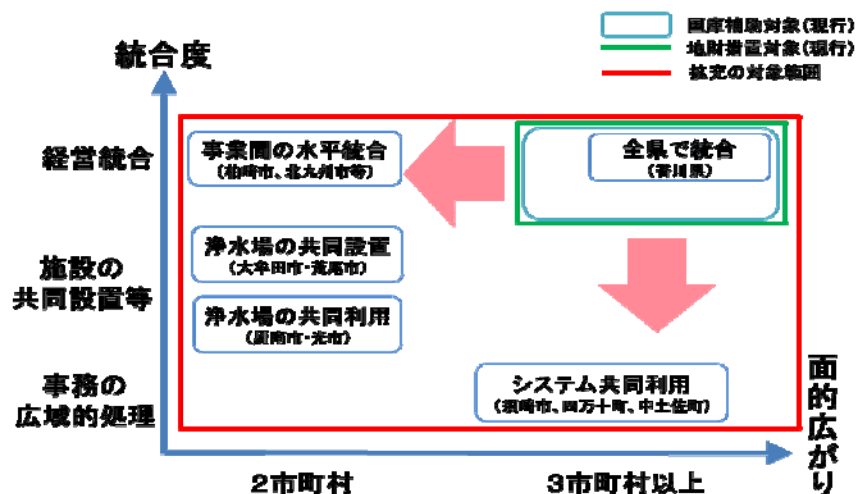 国庫補助対象(現行)
地財措置対象(現行)
拡充の対象範囲
統合度
経営統合
事業間の水平統合
(柏崎市、北九州市等)
全県で統合
(香川県)
施設の
共同設置等
浄水場の共同設置
(大牟田市・荒尾市)
浄水場の共同利用
(周南市・光市)
事務の
広域的処理
システム共同利用
(須崎市、四万十町、中土佐町)
面的広がり
2市町村
3市町村以上